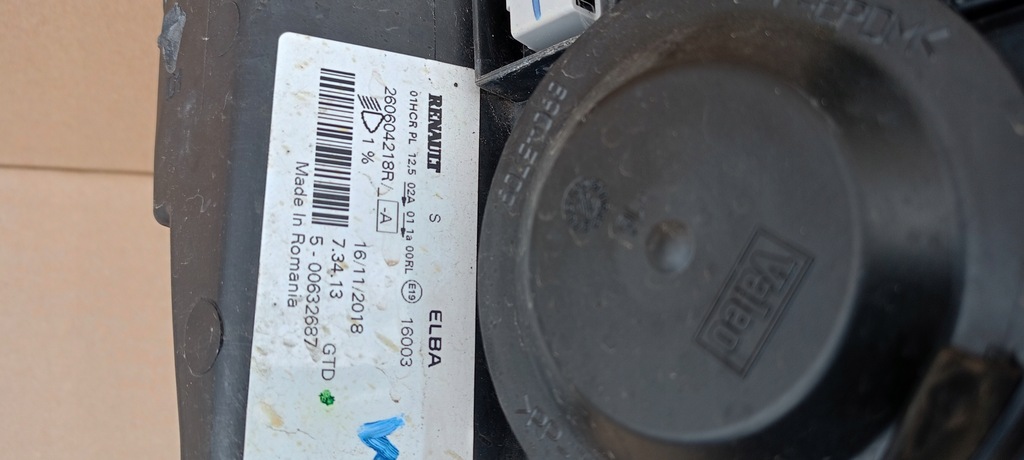 RENAULT S ELBA
01HCR PL 12.5 02A 01 1a 00RL E19 16003
260604218R -A 16/11/2018
1 % 7.34.13 GTD
5 - 00632687
Made In Romania
Valeo